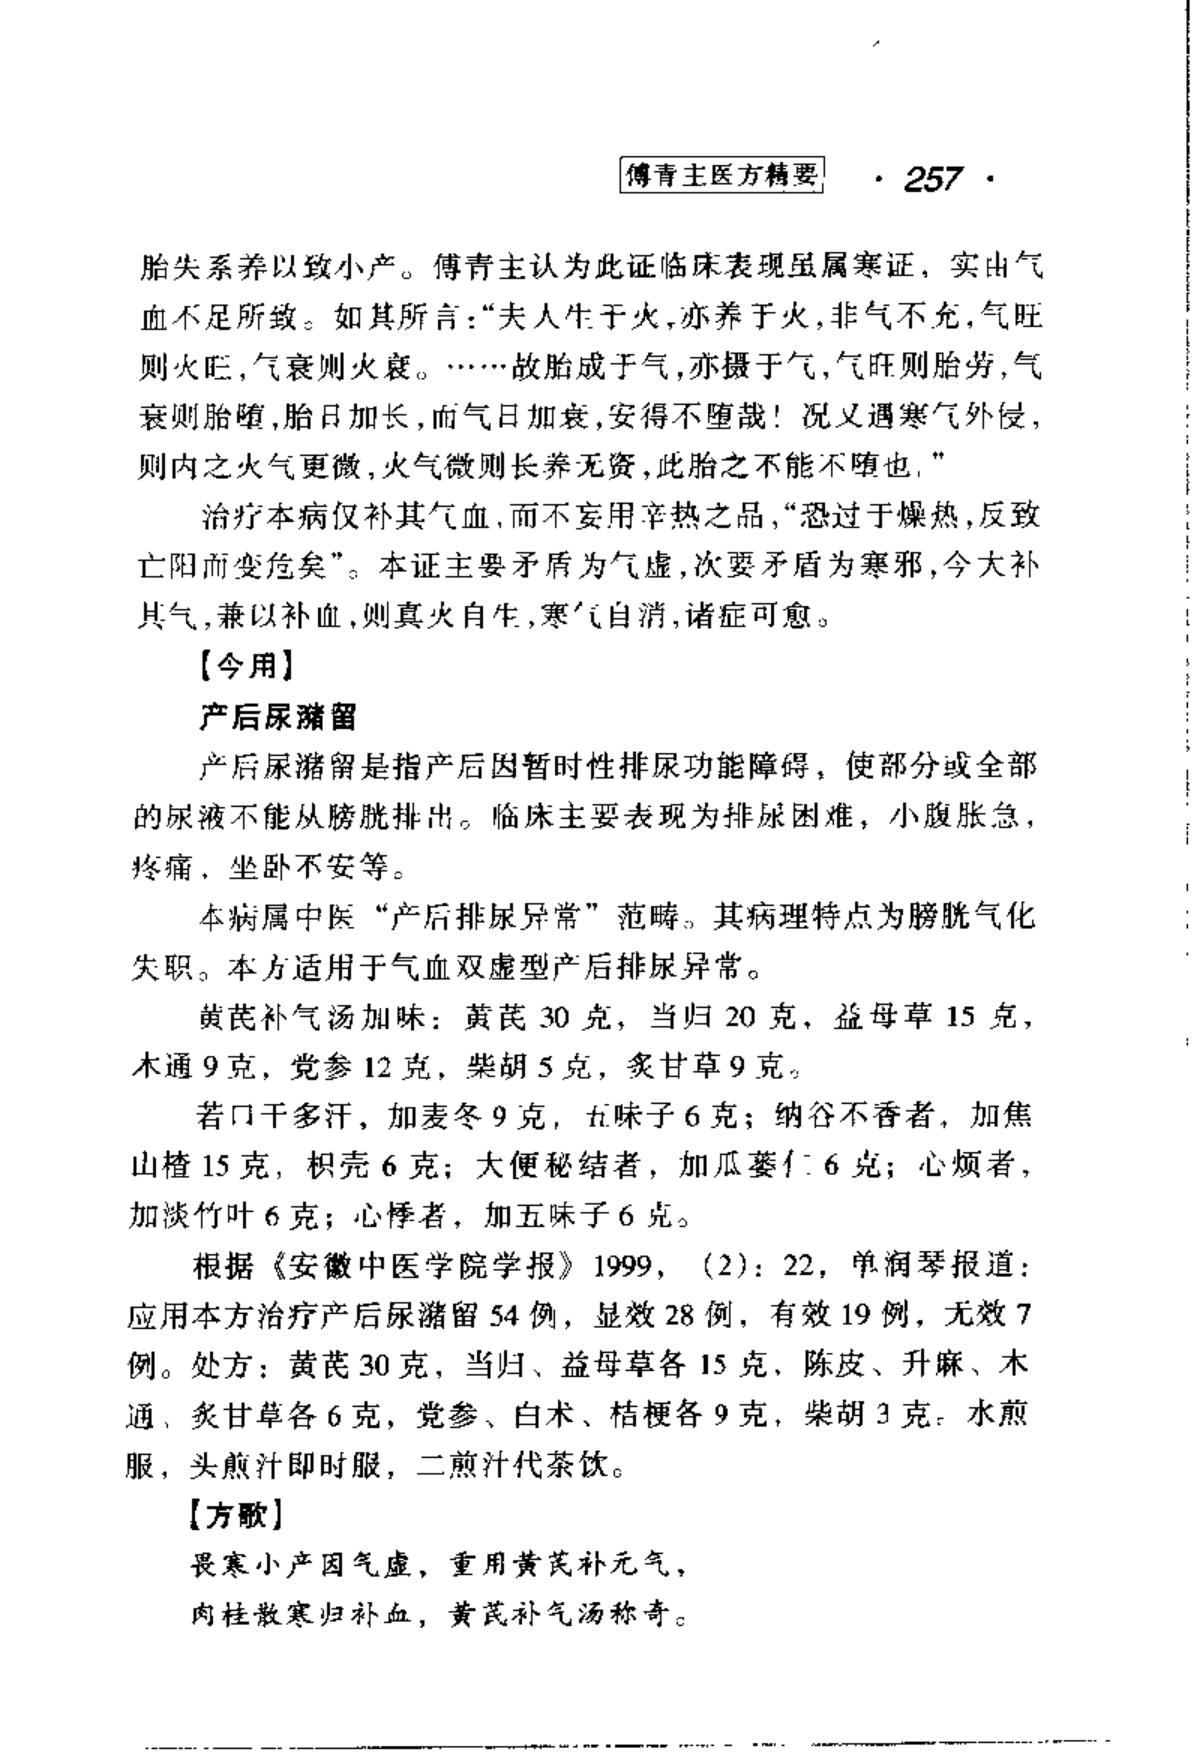 傅青主医方精要 · 257 ·
胎失系养以致小产。傅青主认为此证临床表现虽属寒证，实由气
血不足所致。如其所言：“夫人生于火，亦养于火，非气不充，气旺
则火旺，气衰则火衰。……故胎成于气，亦摄于气，气旺则胎劳，气
衰则胎堕，胎日加长，而气日加衰，安得不堕哉！况又遇寒气外侵，
则内之火气更微，火气微则长养无资，此胎之不能不堕也。”
治疗本病仅补其气血，而不妄用辛热之品，“恐过于燥热，反致
亡阳而变危矣”。本证主要矛盾为气虚，次要矛盾为寒邪，今大补
其气，兼以补血，则真火自生，寒气自消，诸症可愈。
【今用】
产后尿潴留
产后尿潴留是指产后因暂时性排尿功能障碍，使部分或全部
的尿液不能从膀胱排出。临床主要表现为排尿困难，小腹胀急，
疼痛，坐卧不安等。
本病属中医“产后排尿异常”范畴。其病理特点为膀胱气化
失职。本方适用于气血双虚型产后排尿异常。
黄芪补气汤加味：黄芪 30 克，当归 20 克，益母草 15 克，
木通 9 克，党参 12 克，柴胡 5 克，炙甘草 9 克。
若口干多汗，加麦冬 9 克，五味子 6 克；纳谷不香者，加焦
山楂 15 克，枳壳 6 克；大便秘结者，加瓜蒌仁 6 克；心烦者，
加淡竹叶 6 克；心悸者，加五味子 6 克。
根据《安徽中医学院学报》1999，（2）：22，单润琴报道：
应用本方治疗产后尿潴留 54 例，显效 28 例，有效 19 例，无效 7
例。处方：黄芪 30 克，当归、益母草各 15 克，陈皮、升麻、木
通、炙甘草各 6 克，党参、白术、桔梗各 9 克，柴胡 3 克。水煎
服，头煎汁即时服，二煎汁代茶饮。
【方歌】
畏寒小产因气虚，重用黄芪补元气，
肉桂散寒归补血，黄芪补气汤称奇。